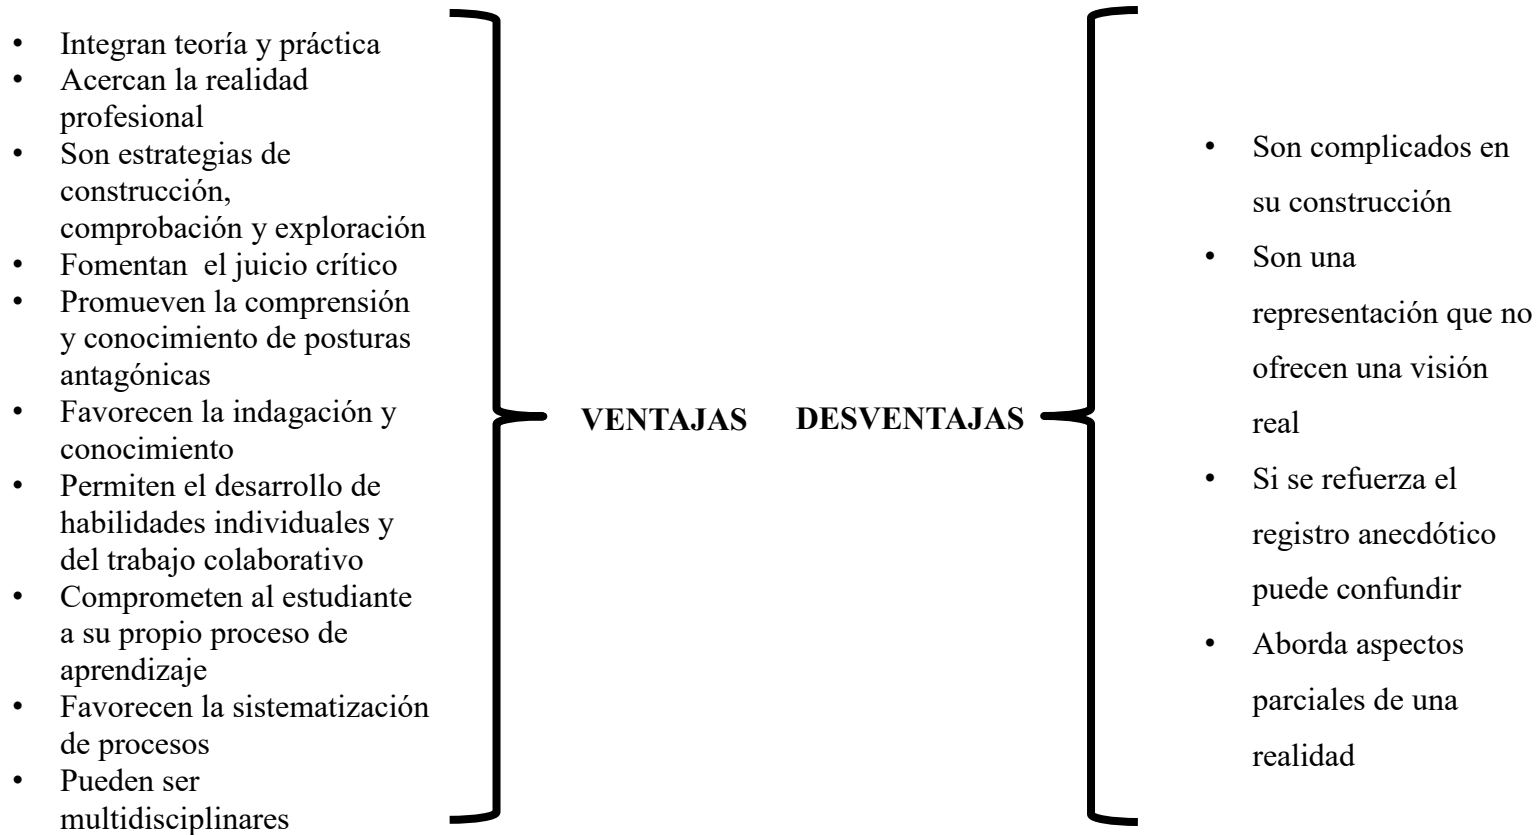 • Integran teoría y práctica
• Acercan la realidad
profesional
• Son estrategias de
construcción,
comprobación y exploración
• Fomentan  el juicio crítico
• Promueven la comprensión
y conocimiento de posturas
antagónicas
• Favorecen la indagación y
conocimiento
• Permiten el desarrollo de
habilidades individuales y
del trabajo colaborativo
• Comprometen al estudiante
a su propio proceso de
aprendizaje
• Favorecen la sistematización
de procesos
• Pueden ser
multidisciplinares
VENTAJAS
DESVENTAJAS
• Son complicados en
su construcción
• Son una
representación que no
ofrecen una visión
real
• Si se refuerza el
registro anecdótico
puede confundir
• Aborda aspectos
parciales de una
realidad